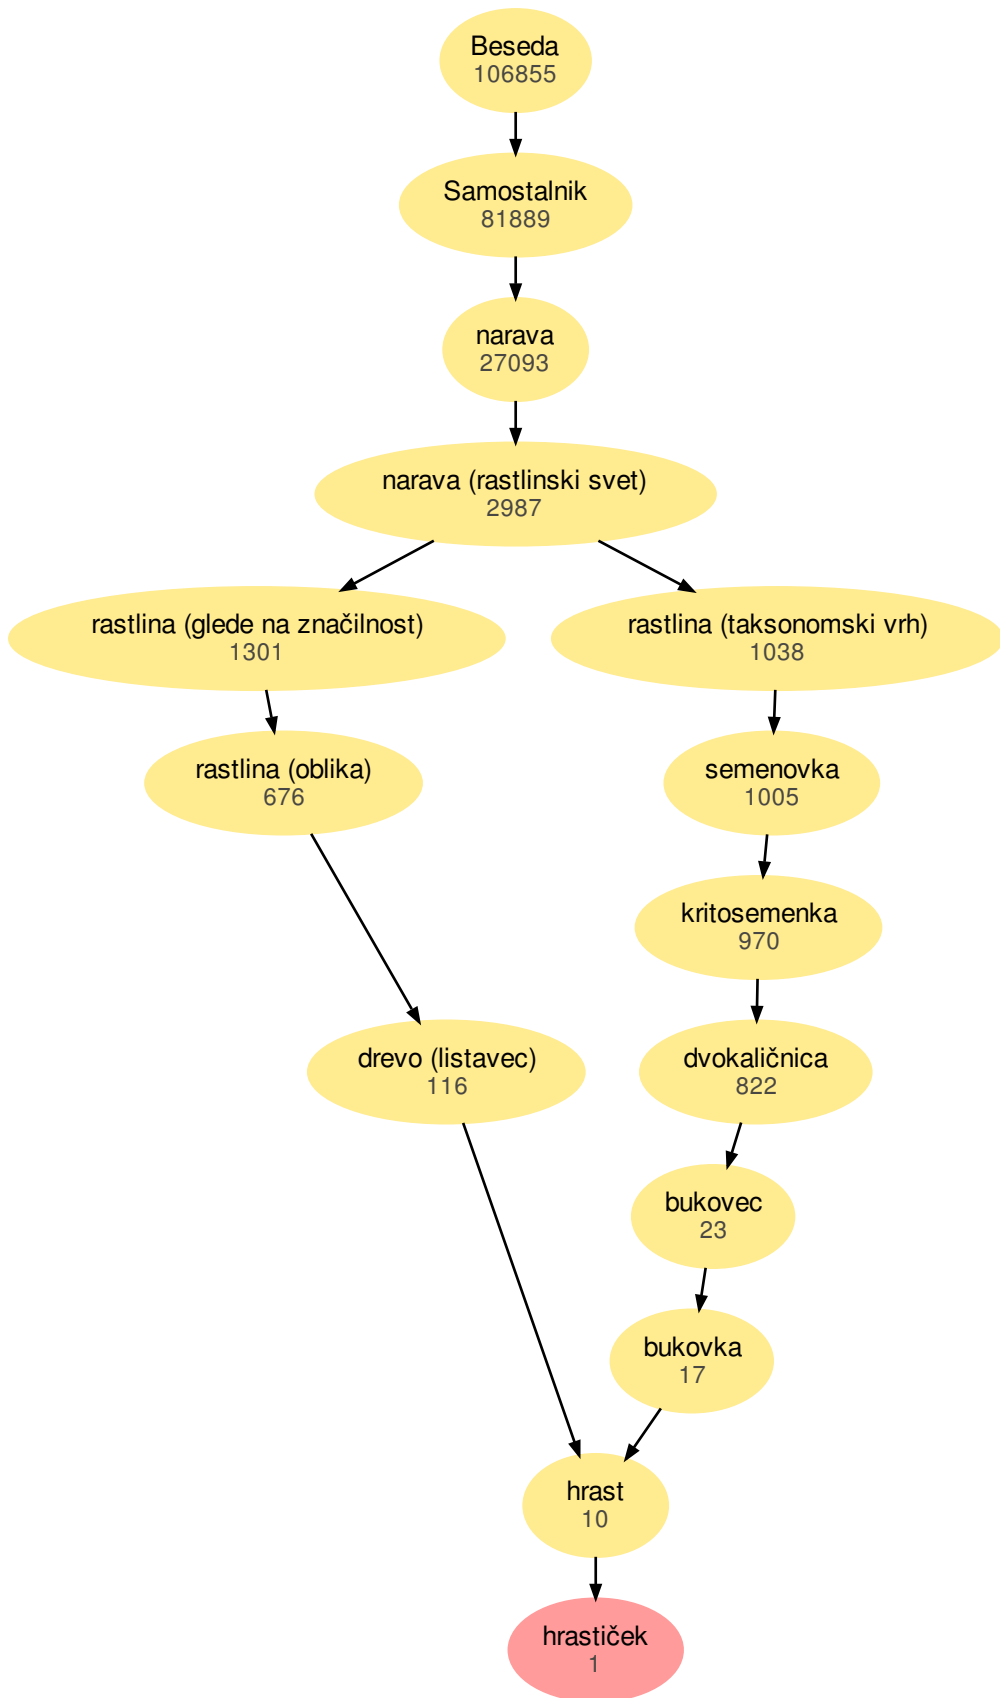 Beseda
106855
Samostalnik
81889
narava
27093
narava (rastlinski svet)
2987
rastlina (glede na značilnost)
1301
rastlina (taksonomski vrh)
1038
rastlina (oblika)
676
semenovka
1005
kritosemenka
970
drevo (listavec)
116
dvokaličnica
822
bukovec
23
bukovka
17
hrast
10
hrastiček
1